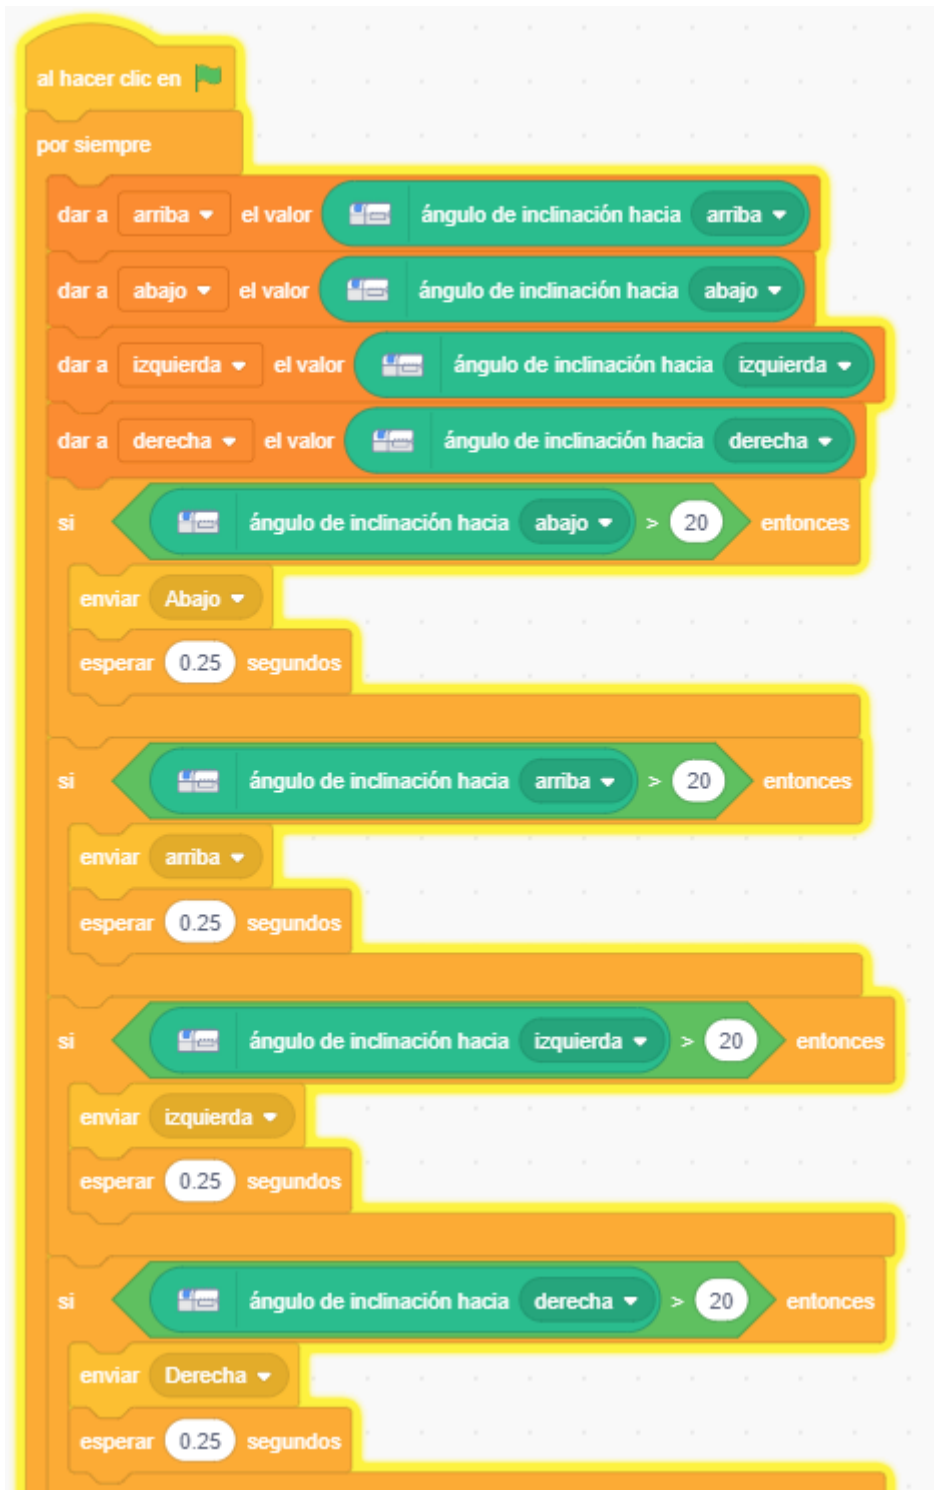 al hacer clic en
por siempre
dar a arriba el valor ángulo de inclinación hacia arriba
dar a abajo el valor ángulo de inclinación hacia abajo
dar a izquierda el valor ángulo de inclinación hacia izquierda
dar a derecha el valor ángulo de inclinación hacia derecha
si ángulo de inclinación hacia abajo > 20 entonces
enviar Abajo
esperar 0.25 segundos
si ángulo de inclinación hacia arriba > 20 entonces
enviar arriba
esperar 0.25 segundos
si ángulo de inclinación hacia izquierda > 20 entonces
enviar izquierda
esperar 0.25 segundos
si ángulo de inclinación hacia derecha > 20 entonces
enviar Derecha
esperar 0.25 segundos